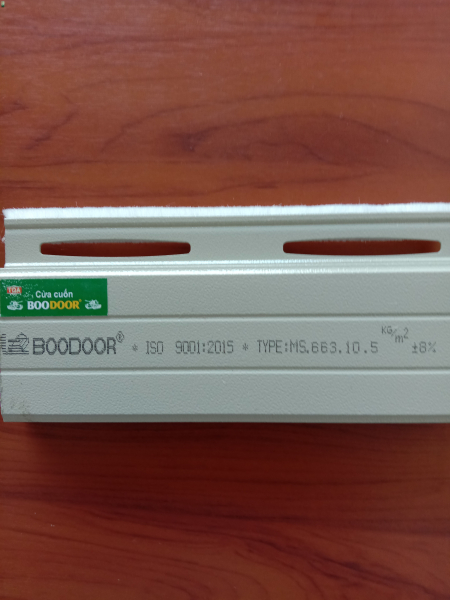 Cửa cuốn
BOODOOR®
BOODOOR® * ISO 9001:2015 * TYPE:MS.663.10.5 KG/m² ±8%